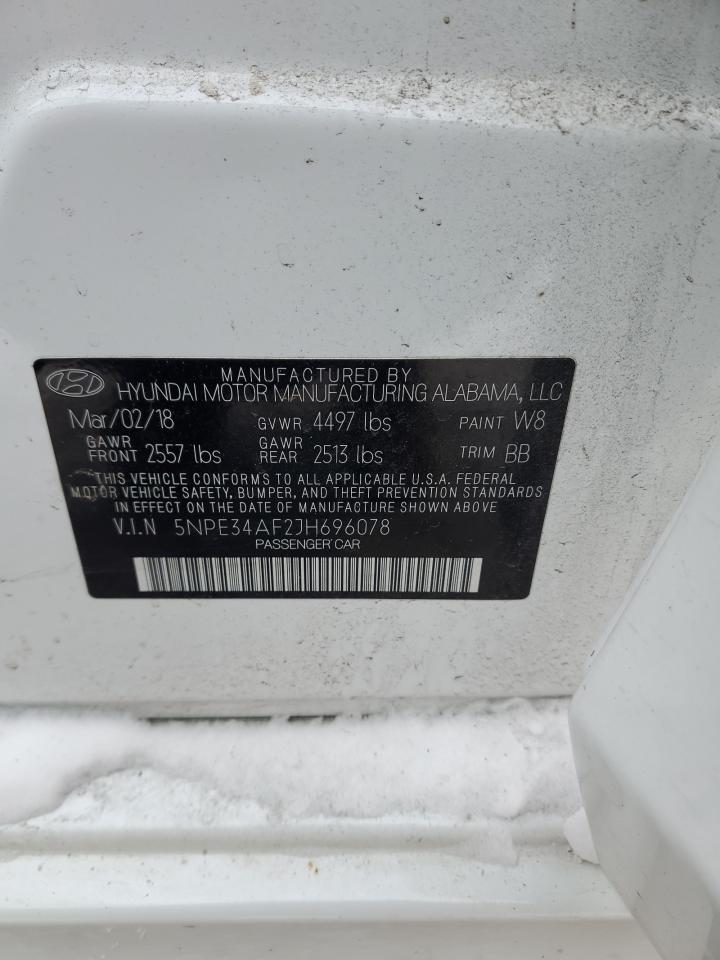 MANUFACTURED BY
HYUNDAI MOTOR MANUFACTURING ALABAMA, LLC
Mar/02/18 GVWR 4497 lbs PAINT W8
GAWR FRONT 2557 lbs GAWR REAR 2513 lbs TRIM BB
THIS VEHICLE CONFORMS TO ALL APPLICABLE U.S.A. FEDERAL
MOTOR VEHICLE SAFETY, BUMPER, AND THEFT PREVENTION STANDARDS
IN EFFECT ON THE DATE OF MANUFACTURE SHOWN ABOVE
V.I.N 5NPE34AF2JH696078
PASSENGER CAR